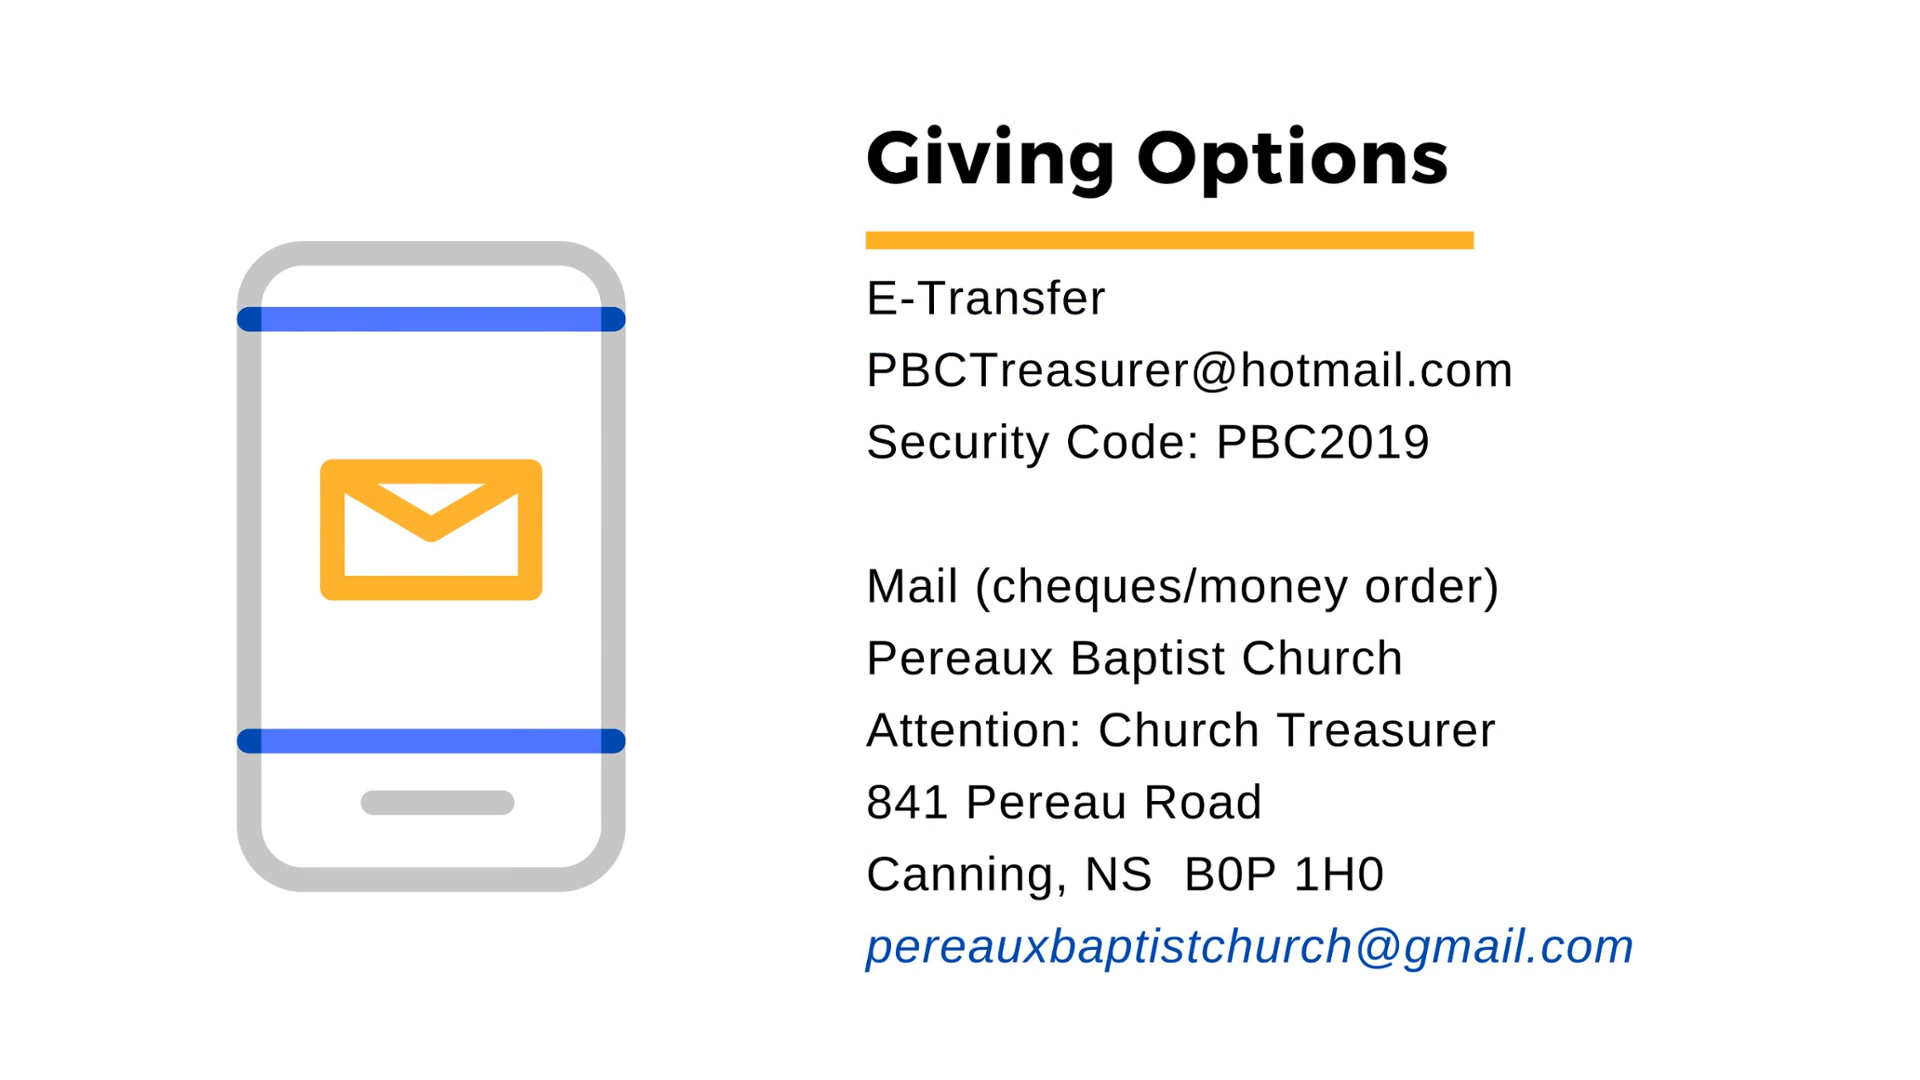 Giving Options
E-Transfer
PBCTreasurer@hotmail.com
Security Code: PBC2019
Mail (cheques/money order)
Pereaux Baptist Church
Attention: Church Treasurer
841 Pereau Road
Canning, NS  B0P 1H0
pereauxbaptistchurch@gmail.com